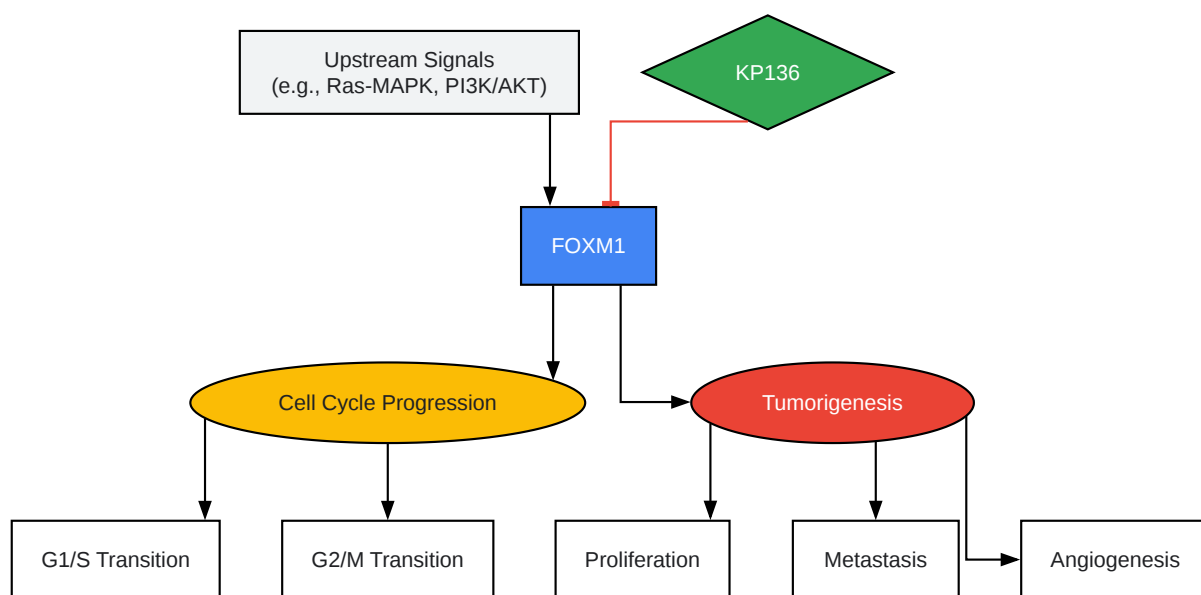 Upstream Signals
(e.g., Ras-MAPK, PI3K/AKT)
KP136
FOXM1
Cell Cycle Progression
Tumorigenesis
G1/S Transition
G2/M Transition
Proliferation
Metastasis
Angiogenesis